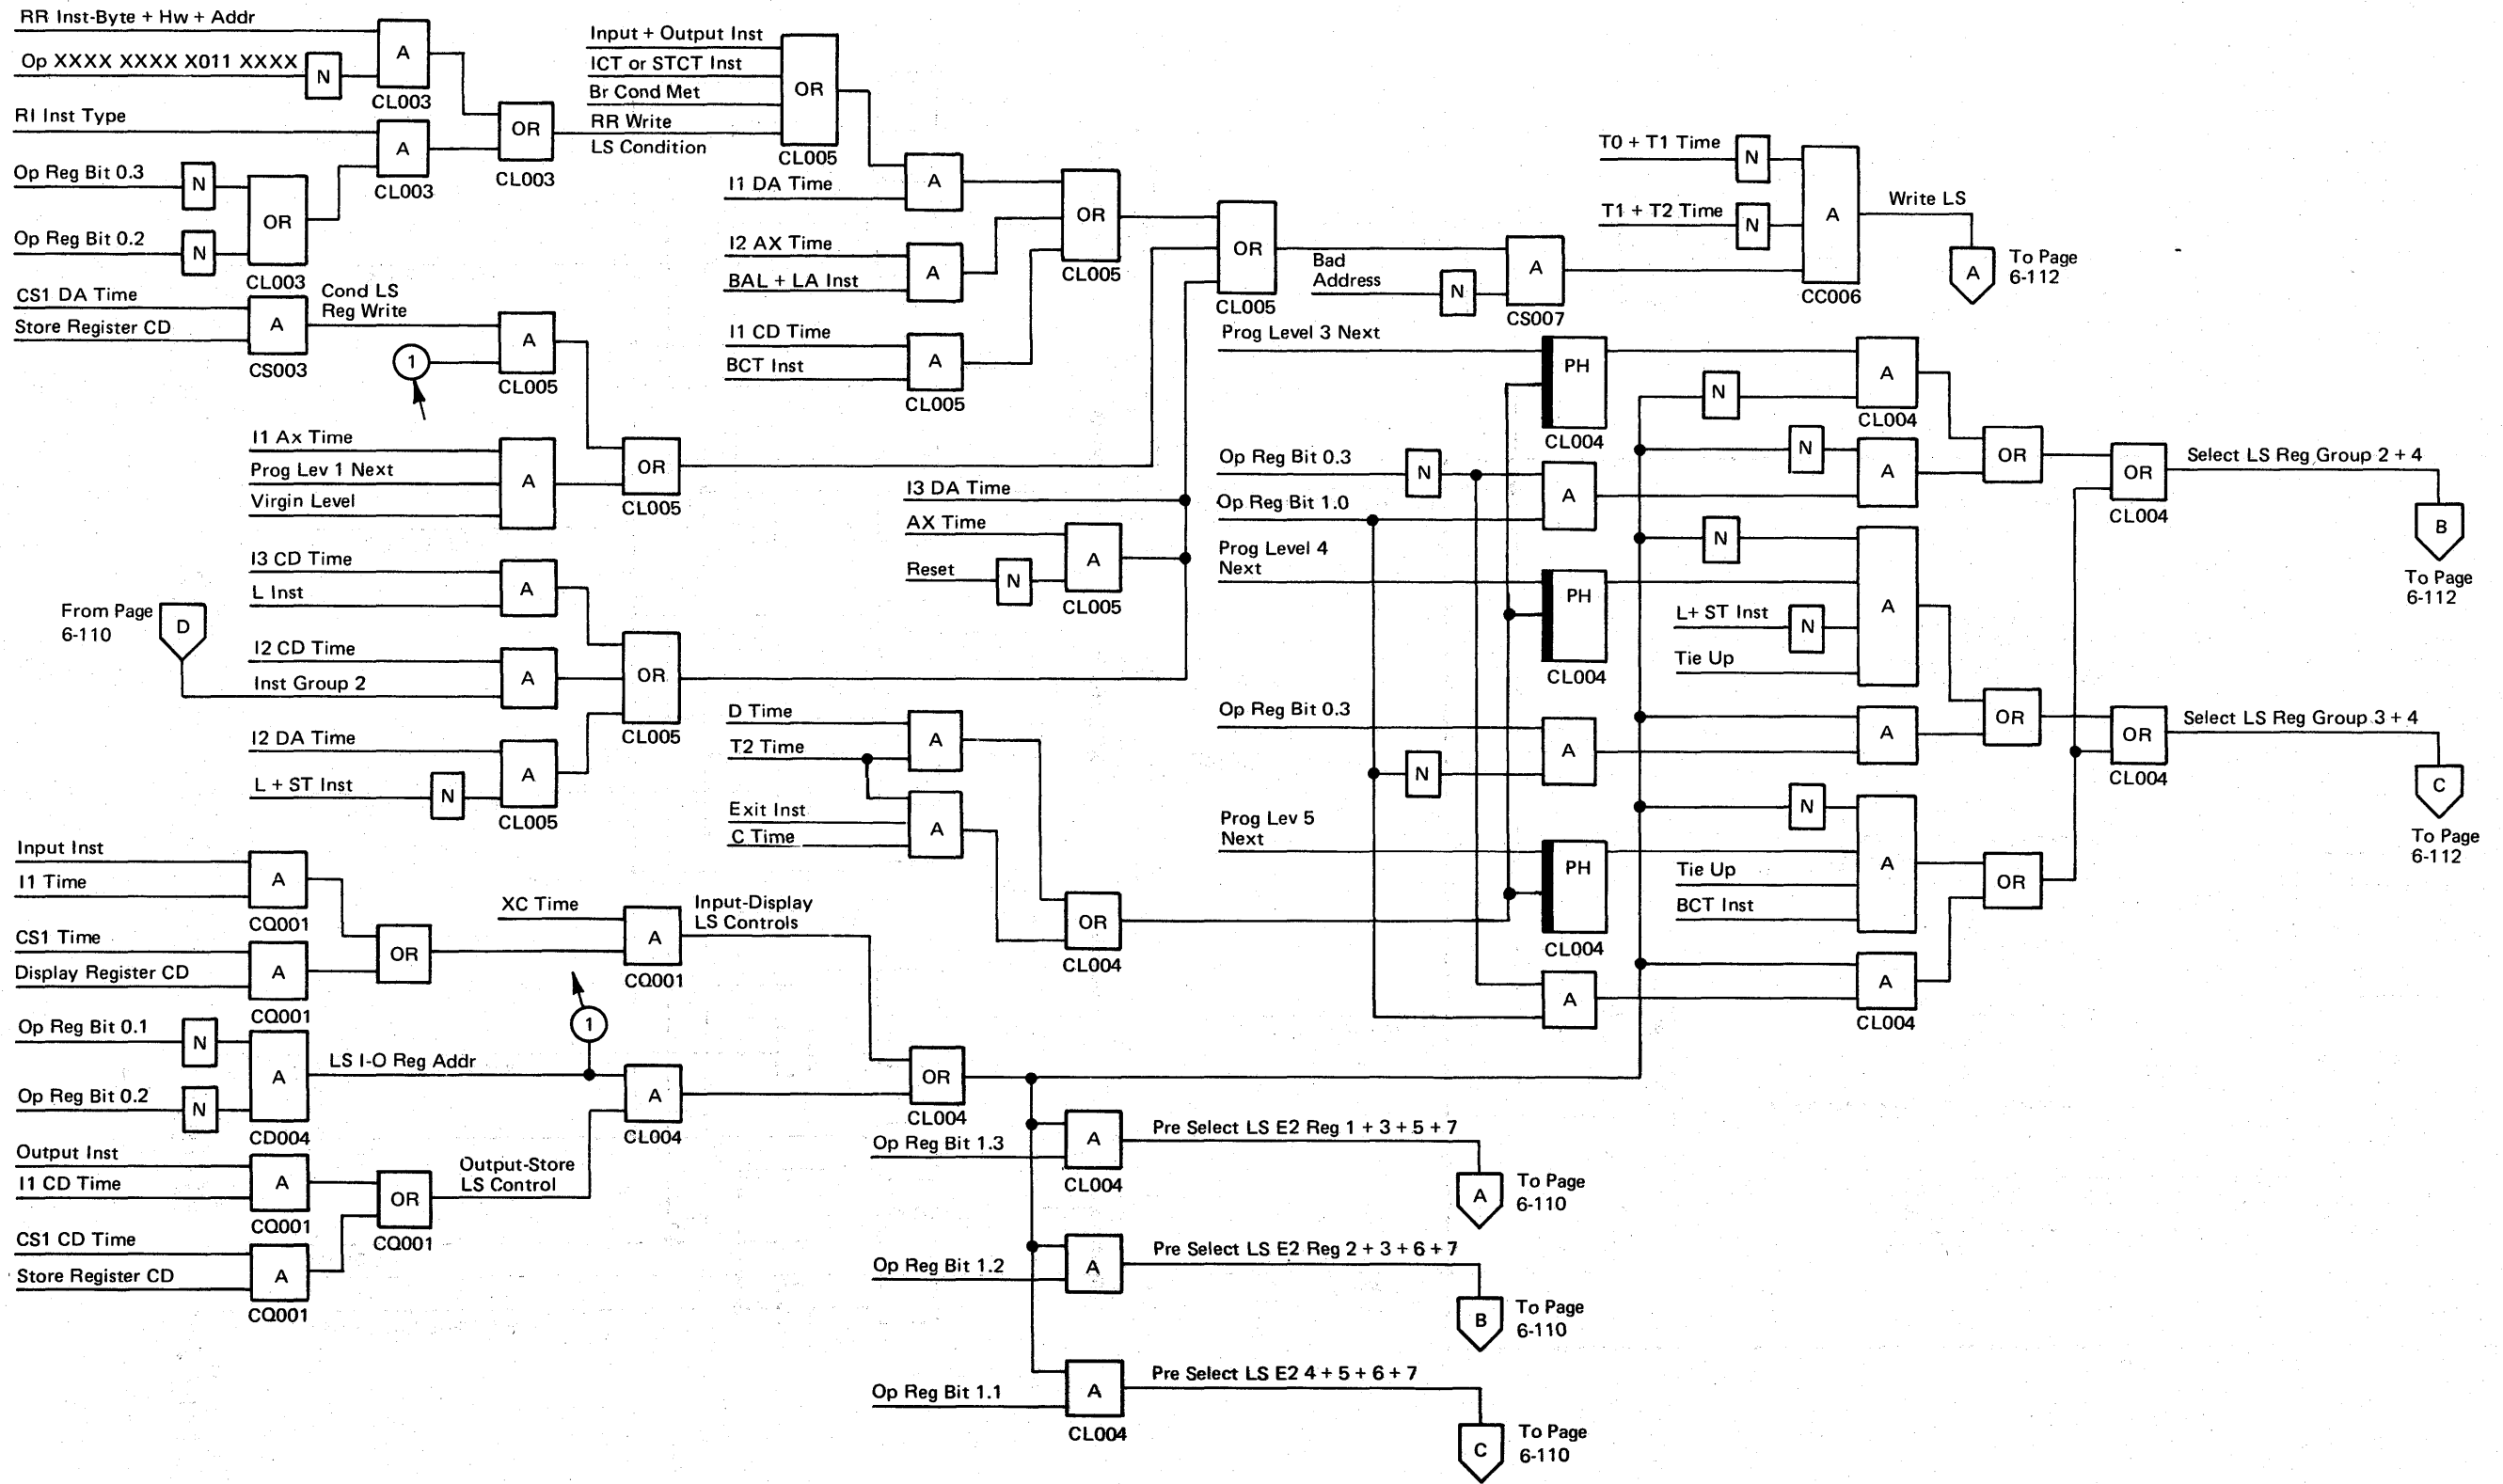 RR Inst-Byte + Hw + Addr
A
Op XXXX XXXX X011 XXXX
N
CL003
RI Inst Type
A
CL003
OR
CL003
Op Reg Bit 0.3
N
OR
Op Reg Bit 0.2
N
CL003
Input + Output Inst
ICT or STCT Inst
Br Cond Met
RR Write
LS Condition
OR
CL005
I1 DA Time
A
I2 AX Time
BAL + LA Inst
A
I1 CD Time
BCT Inst
A
CL005
OR
CL005
OR
CL005
Bad
Address
N
A
CS007
T0 + T1 Time
N
T1 + T2 Time
N
A
CC006
Write LS
A
To Page
6-112
CS1 DA Time
Store Register CD
A
CS003
Cond LS
Reg Write
1
A
CL005
I1 Ax Time
Prog Lev 1 Next
Virgin Level
A
OR
CL005
I3 DA Time
AX Time
Reset
N
A
CL005
I3 CD Time
L Inst
A
From Page
6-110
D
I2 CD Time
Inst Group 2
A
OR
CL005
I2 DA Time
L + ST Inst
N
A
CL005
D Time
T2 Time
A
Exit Inst
C Time
A
OR
CL004
Prog Level 3 Next
PH
CL004
N
A
CL004
Op Reg Bit 0.3
N
Op Reg Bit 1.0
A
N
A
OR
OR
CL004
Select LS Reg Group 2 + 4
B
To Page
6-112
Prog Level 4
Next
PH
CL004
N
L+ ST Inst
N
Tie Up
A
Op Reg Bit 0.3
N
A
A
OR
OR
CL004
Select LS Reg Group 3 + 4
C
To Page
6-112
Prog Lev 5
Next
PH
CL004
N
Tie Up
BCT Inst
A
OR
A
A
CL004
Input Inst
I1 Time
A
CQ001
CS1 Time
Display Register CD
A
CQ001
OR
XC Time
A
CQ001
Input-Display
LS Controls
1
Op Reg Bit 0.1
N
Op Reg Bit 0.2
N
A
CD004
LS I-O Reg Addr
A
CL004
OR
CL004
Output Inst
I1 CD Time
A
CQ001
CS1 CD Time
Store Register CD
A
CQ001
OR
CQ001
Output-Store
LS Control
Op Reg Bit 1.3
A
CL004
Pre Select LS E2 Reg 1 + 3 + 5 + 7
A
To Page
6-110
Op Reg Bit 1.2
A
Pre Select LS E2 Reg 2 + 3 + 6 + 7
B
To Page
6-110
Op Reg Bit 1.1
A
CL004
Pre Select LS E2 4 + 5 + 6 + 7
C
To Page
6-110